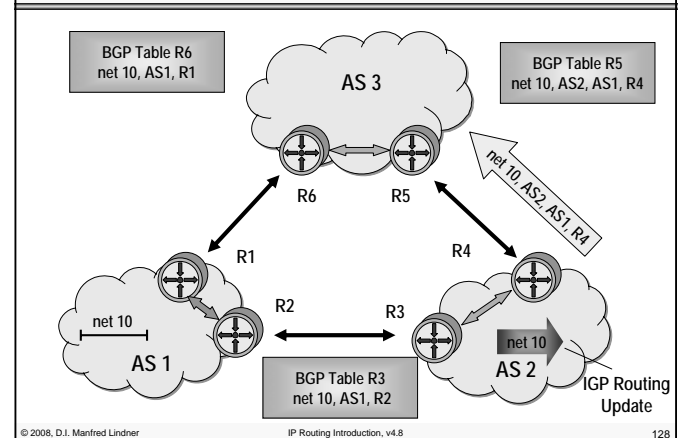 BGP Table R6
net 10, AS1, R1
BGP Table R5
net 10, AS2, AS1, R4
AS 3
net 10, AS2, AS1, R4
R6
R5
R1
R4
R2
R3
net 10
net 10
AS 1
AS 2
BGP Table R3
net 10, AS1, R2
IGP Routing
Update
© 2008, D.I. Manfred Lindner
IP Routing Introduction, v4.8
128